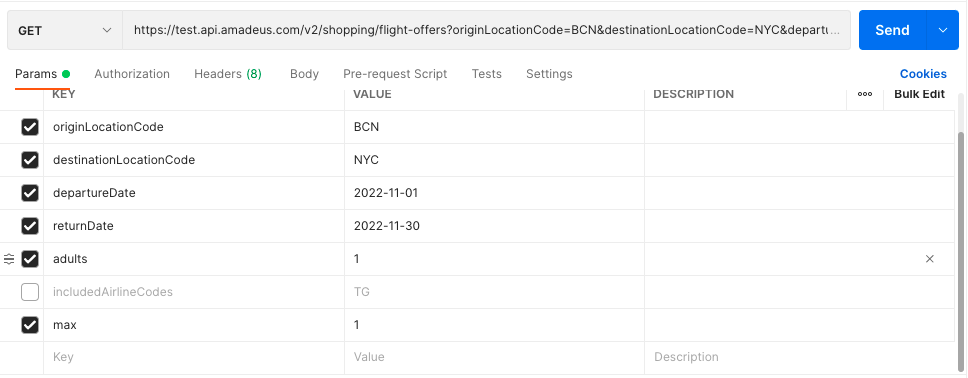 GET https://test.api.amadeus.com/v2/shopping/flight-offers?originLocationCode=BCN&destinationLocationCode=NYC&depart... Send
Params Authorization Headers (8) Body Pre-request Script Tests Settings Cookies
KEY VALUE DESCRIPTION Bulk Edit
originLocationCode BCN
destinationLocationCode NYC
departureDate 2022-11-01
returnDate 2022-11-30
adults 1
includedAirlineCodes TG
max 1
Key Value Description